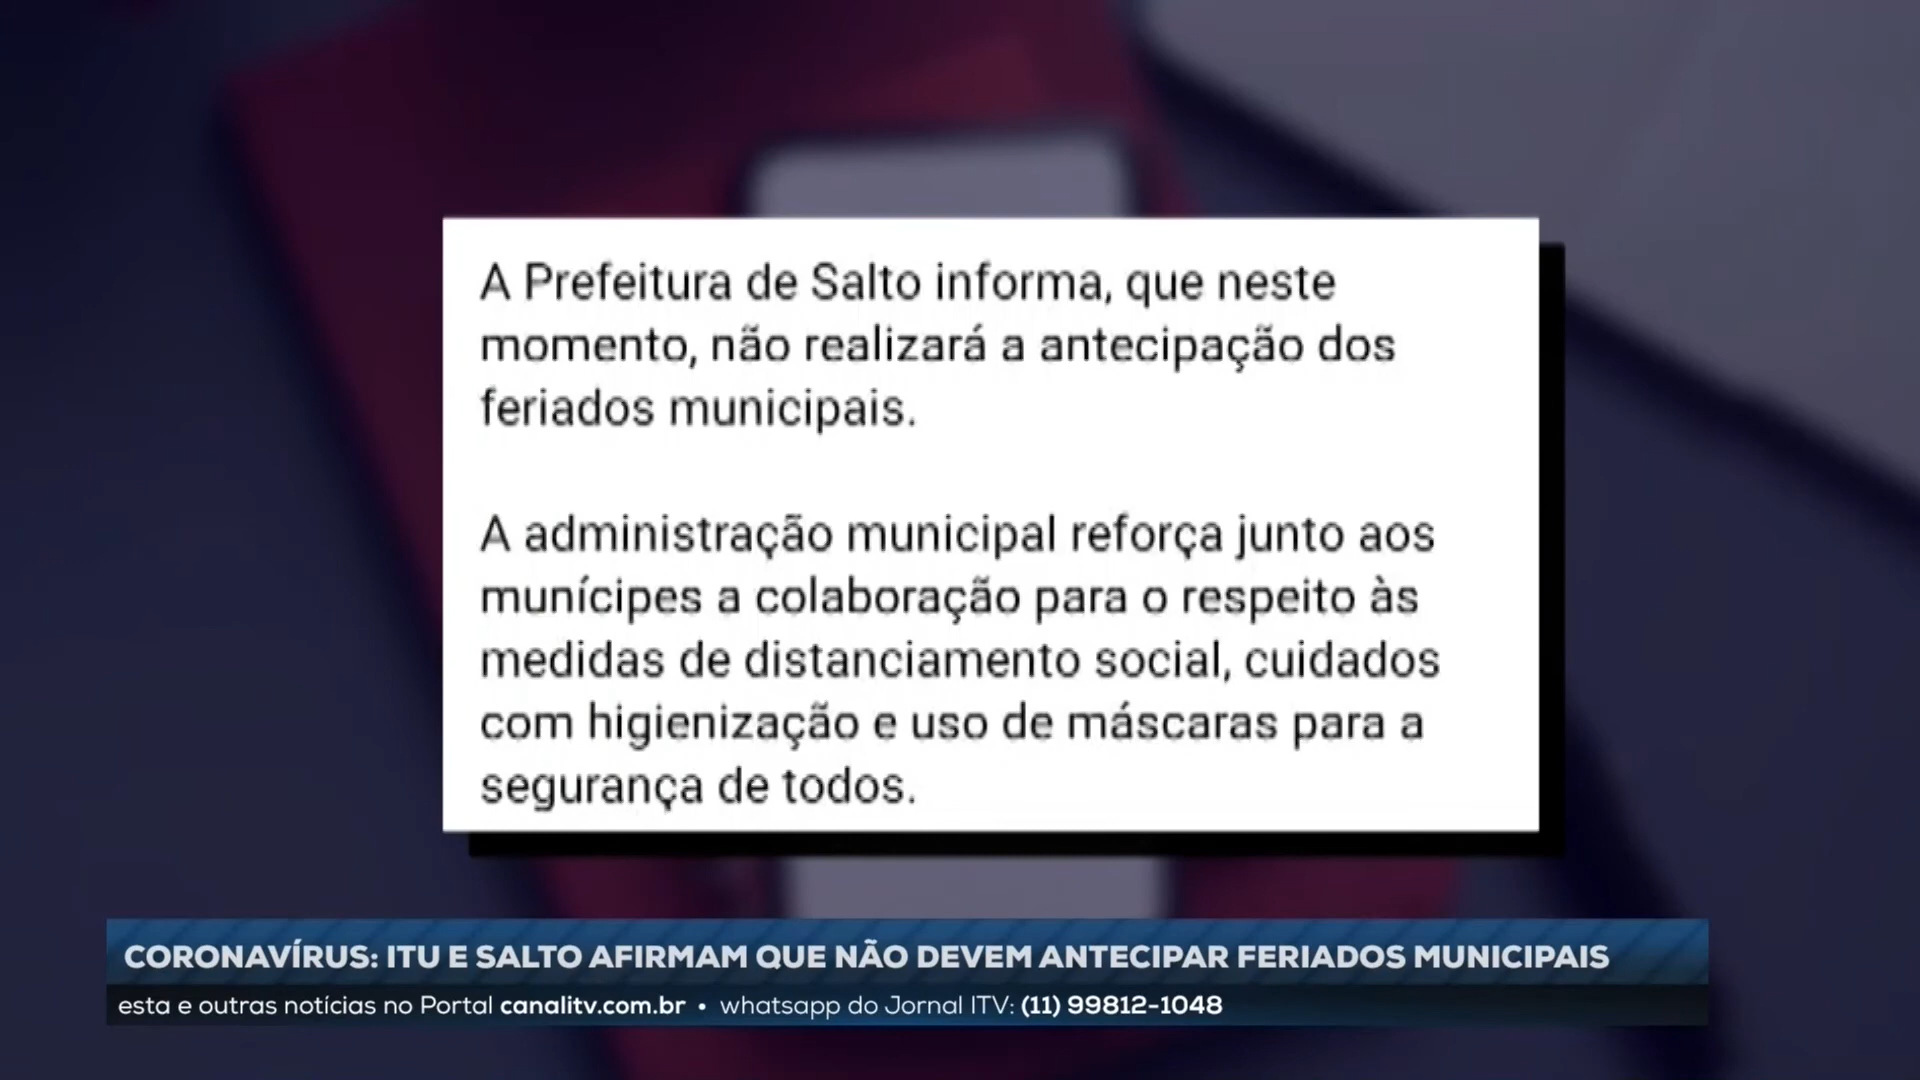 A Prefeitura de Salto informa, que neste
momento, não realizará a antecipação dos
feriados municipais.
A administração municipal reforça junto aos
munícipes a colaboração para o respeito às
medidas de distanciamento social, cuidados
com higienização e uso de máscaras para a
segurança de todos.
CORONAVÍRUS: ITU E SALTO AFIRMAM QUE NÃO DEVEM ANTECIPAR FERIADOS MUNICIPAIS
esta e outras notícias no Portal canalitv.com.br • whatsapp do Jornal ITV: (11) 99812-1048